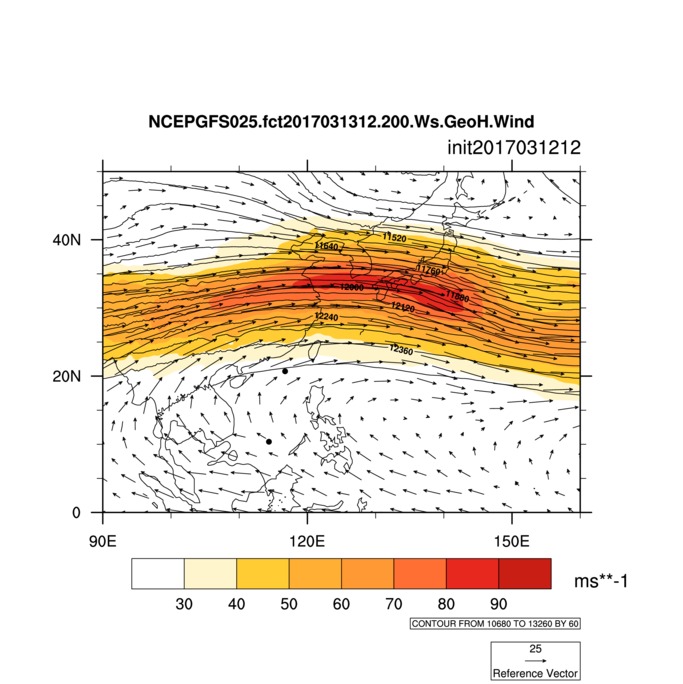 NCEPGFS025.fct2017031312.200.Ws.GeoH.Wind
init2017031212
40N
20N
0
11640
11520
11760
12000
11880
12120
12240
12360
90E 120E 150E
30 40 50 60 70 80 90
ms**-1
CONTOUR FROM 10680 TO 13260 BY 60
25
Reference Vector